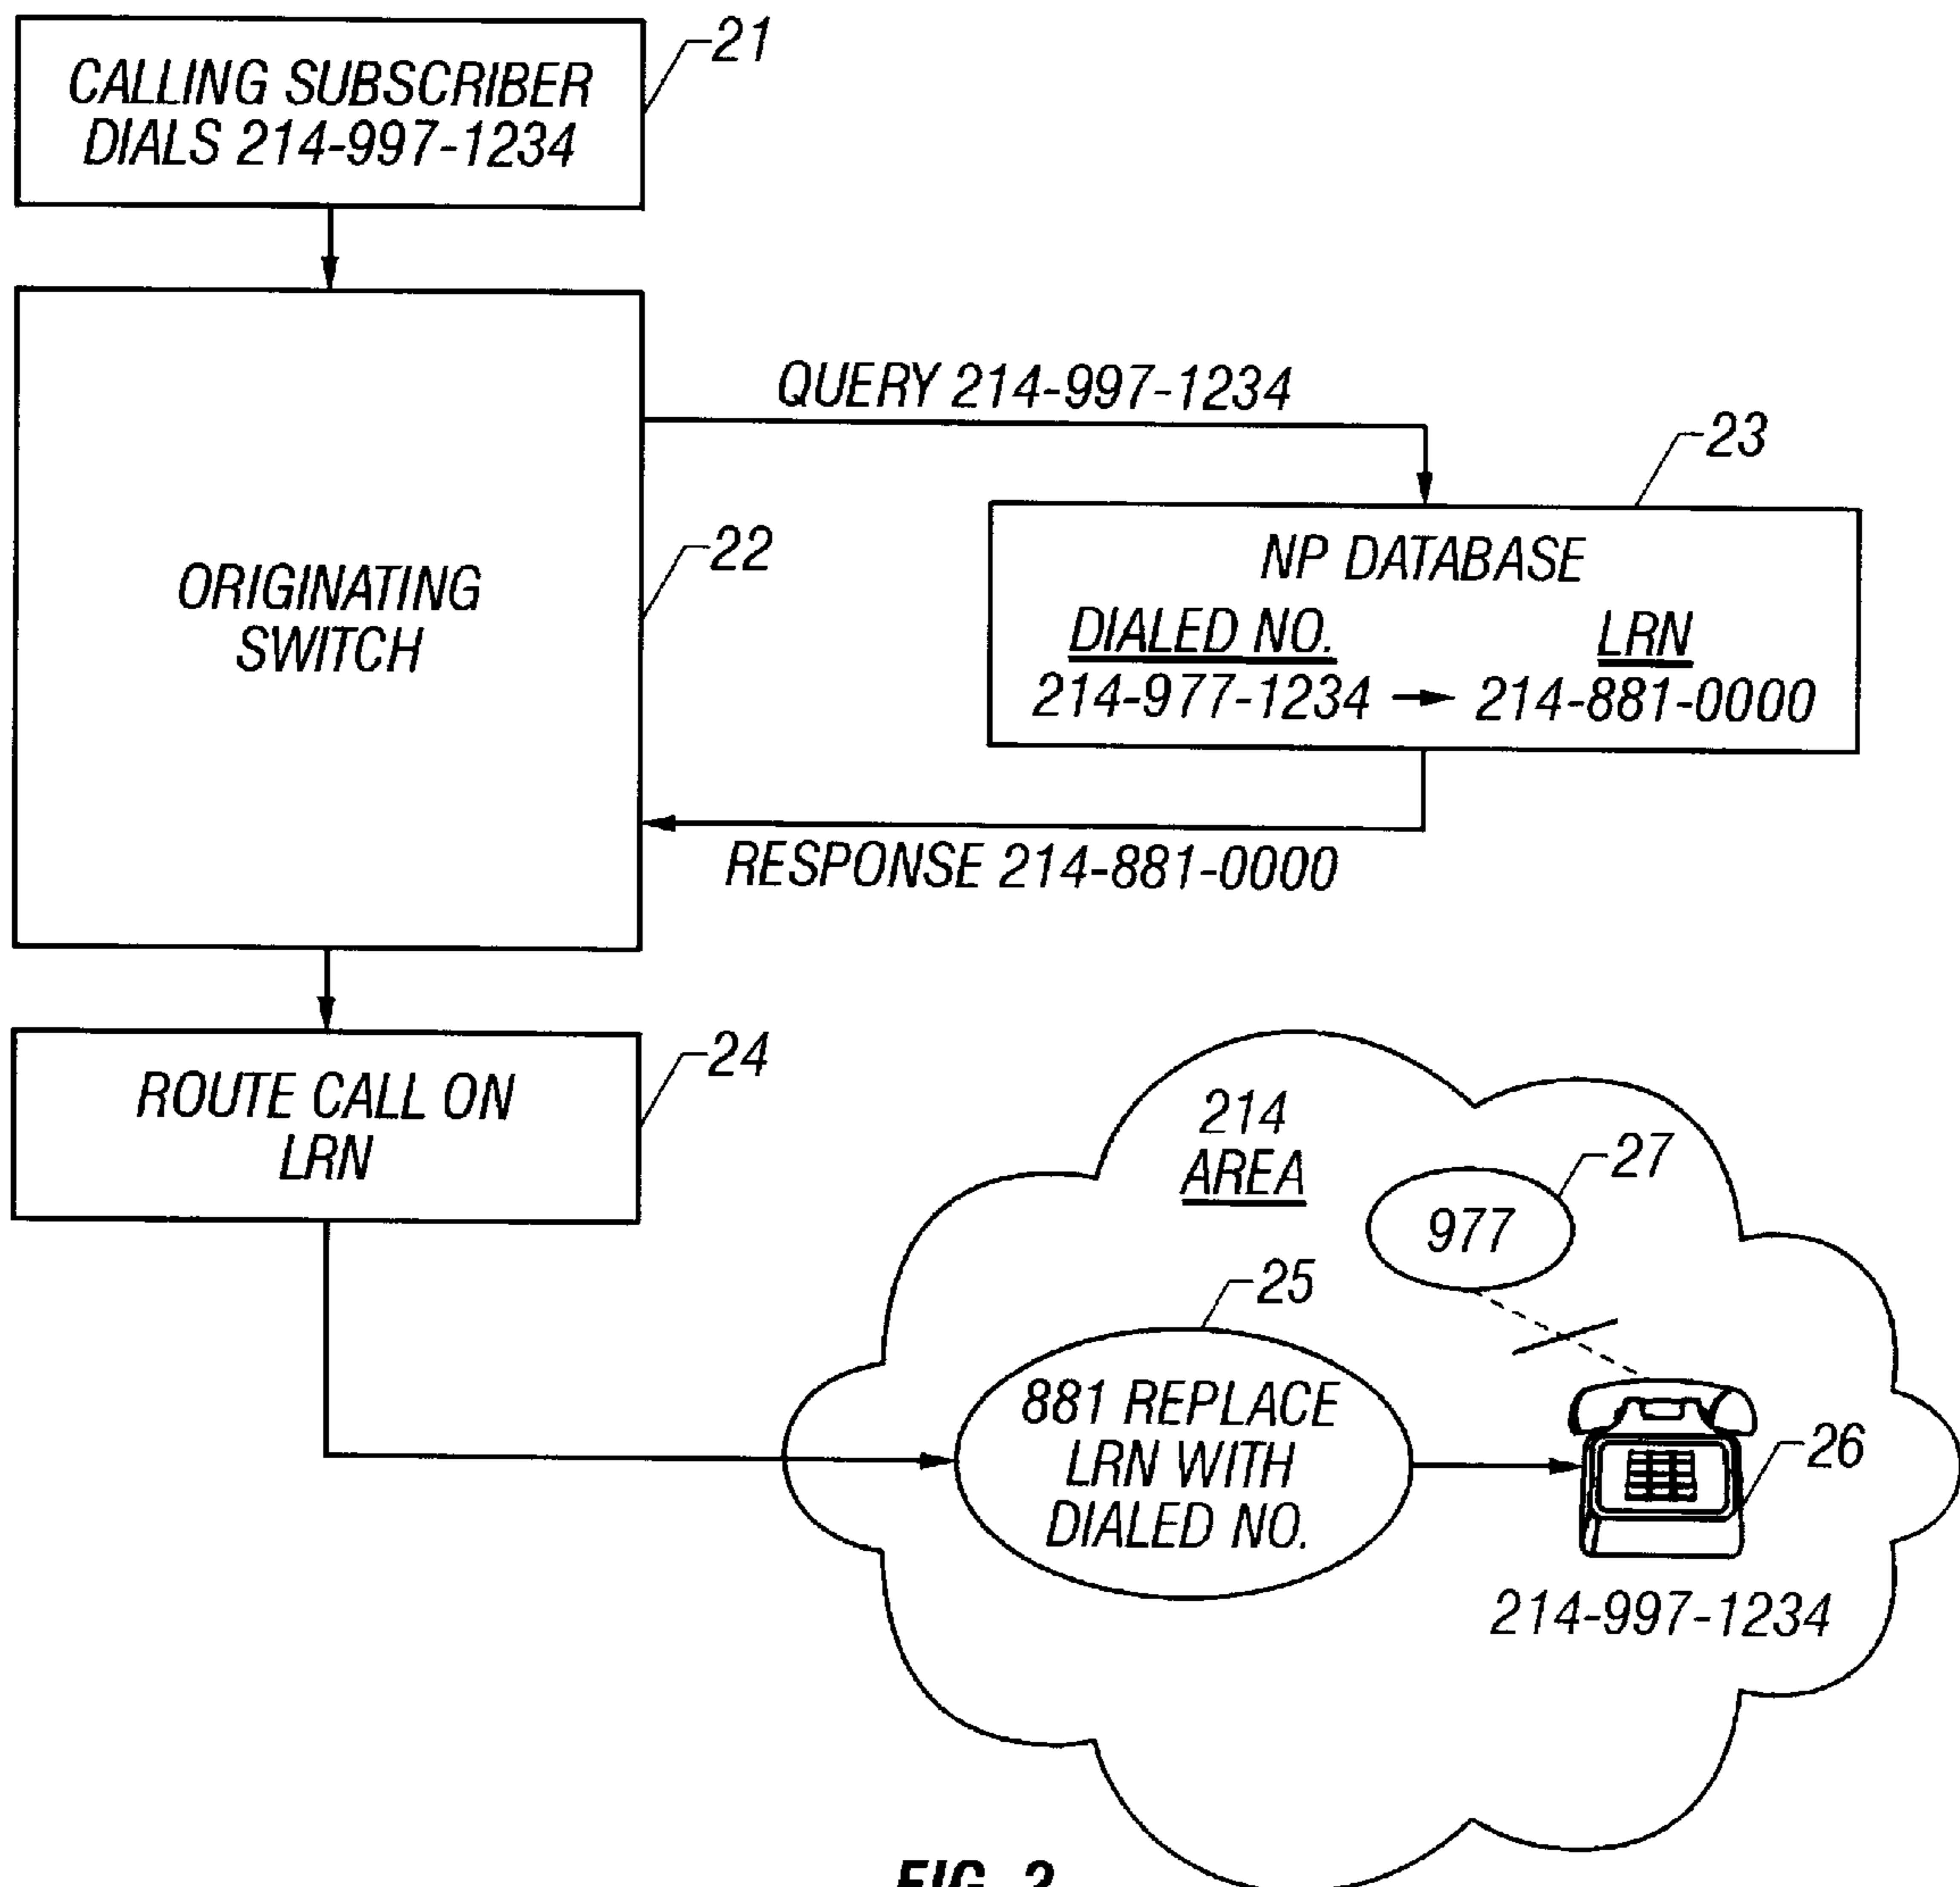 CALLING SUBSCRIBER
DIALS 214-997-1234
21
ORIGINATING
SWITCH
22
QUERY 214-997-1234
23
NP DATABASE
DIALED NO. LRN
214-977-1234 214-881-0000
RESPONSE 214-881-0000
ROUTE CALL ON
LRN
24
214
AREA
27
977
25
881 REPLACE
LRN WITH
DIALED NO.
26
214-997-1234
FIG. 2